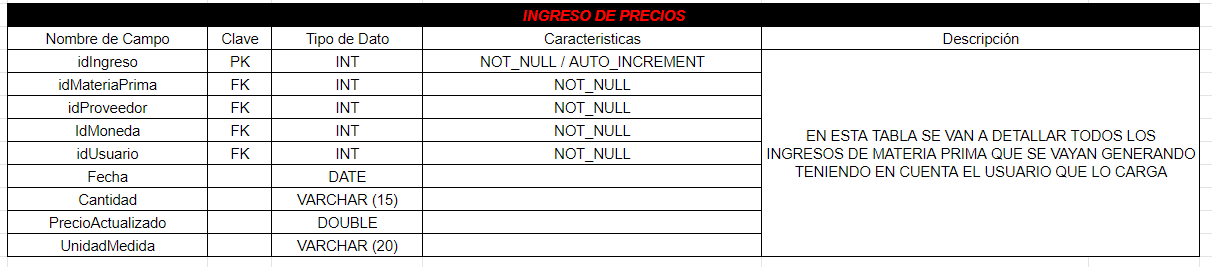 INGRESO DE PRECIOS
Nombre de Campo Clave Tipo de Dato Caracteristicas Descripción
idIngreso PK INT NOT_NULL / AUTO_INCREMENT
idMateriaPrima FK INT NOT_NULL
idProveedor FK INT NOT_NULL
IdMoneda FK INT NOT_NULL
idUsuario FK INT NOT_NULL
Fecha DATE
Cantidad VARCHAR (15)
PrecioActualizado DOUBLE
UnidadMedida VARCHAR (20)
EN ESTA TABLA SE VAN A DETALLAR TODOS LOS
INGRESOS DE MATERIA PRIMA QUE SE VAYAN GENERANDO
TENIENDO EN CUENTA EL USUARIO QUE LO CARGA